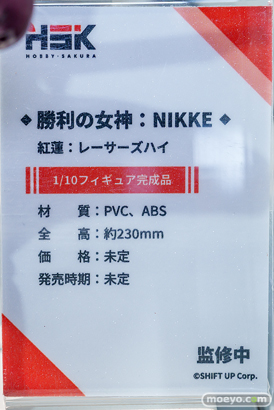 HSK
HOBBY SAKURA
◆ 勝利の女神：NIKKE ◆
紅蓮：レーサーズハイ
1/10フィギュア完成品
材　　質：PVC、ABS
全　　高：約230mm
価　　格：未定
発売時期：未定
監修中
©SHIFT UP Corp.
moeyo.com